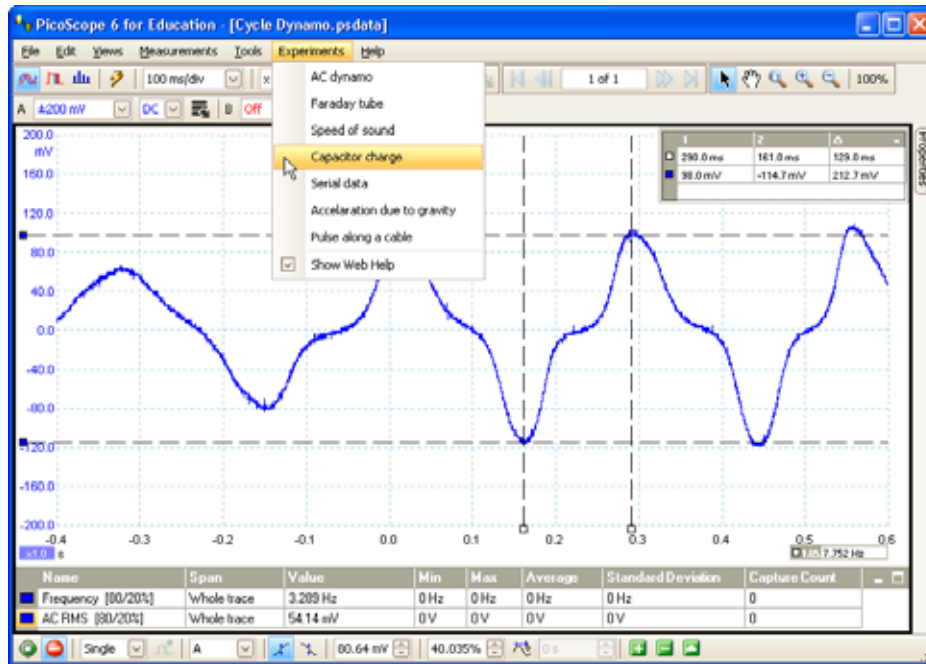 PicoScope 6 for Education - [Cycle Dynamo.psdata]
File Edit Views Measurements Tools Experiments Help
100 ms/div x 1 of 1 100%
A ±200 mV DC B Off
AC dynamo
Faraday tube
Speed of sound
Capacitor charge
Serial data
Accelaration due to gravity
Pulse along a cable
Show Web Help
1 2 Δ
290.0 ms 161.0 ms 129.0 ms
98.0 mV -114.7 mV 212.7 mV
Properties
200.0
mV
160.0
120.0
80.0
40.0
0.0
-40.0
-80.0
-120.0
-160.0
-200.0
-0.4 -0.3 -0.2 -0.1 0.0 0.1 0.2 0.3 0.4 0.5 0.6
x1.0 s 7.752 Hz
Name Span Value Min Max Average Standard Deviation Capture Count
Frequency [80/20%] Whole trace 3.289 Hz 0 Hz 0 Hz 0 Hz 0 Hz 0
AC RMS [80/20%] Whole trace 54.14 mV 0 V 0 V 0 V 0 V 0
Single A 80.64 mV 40.035% 0 s